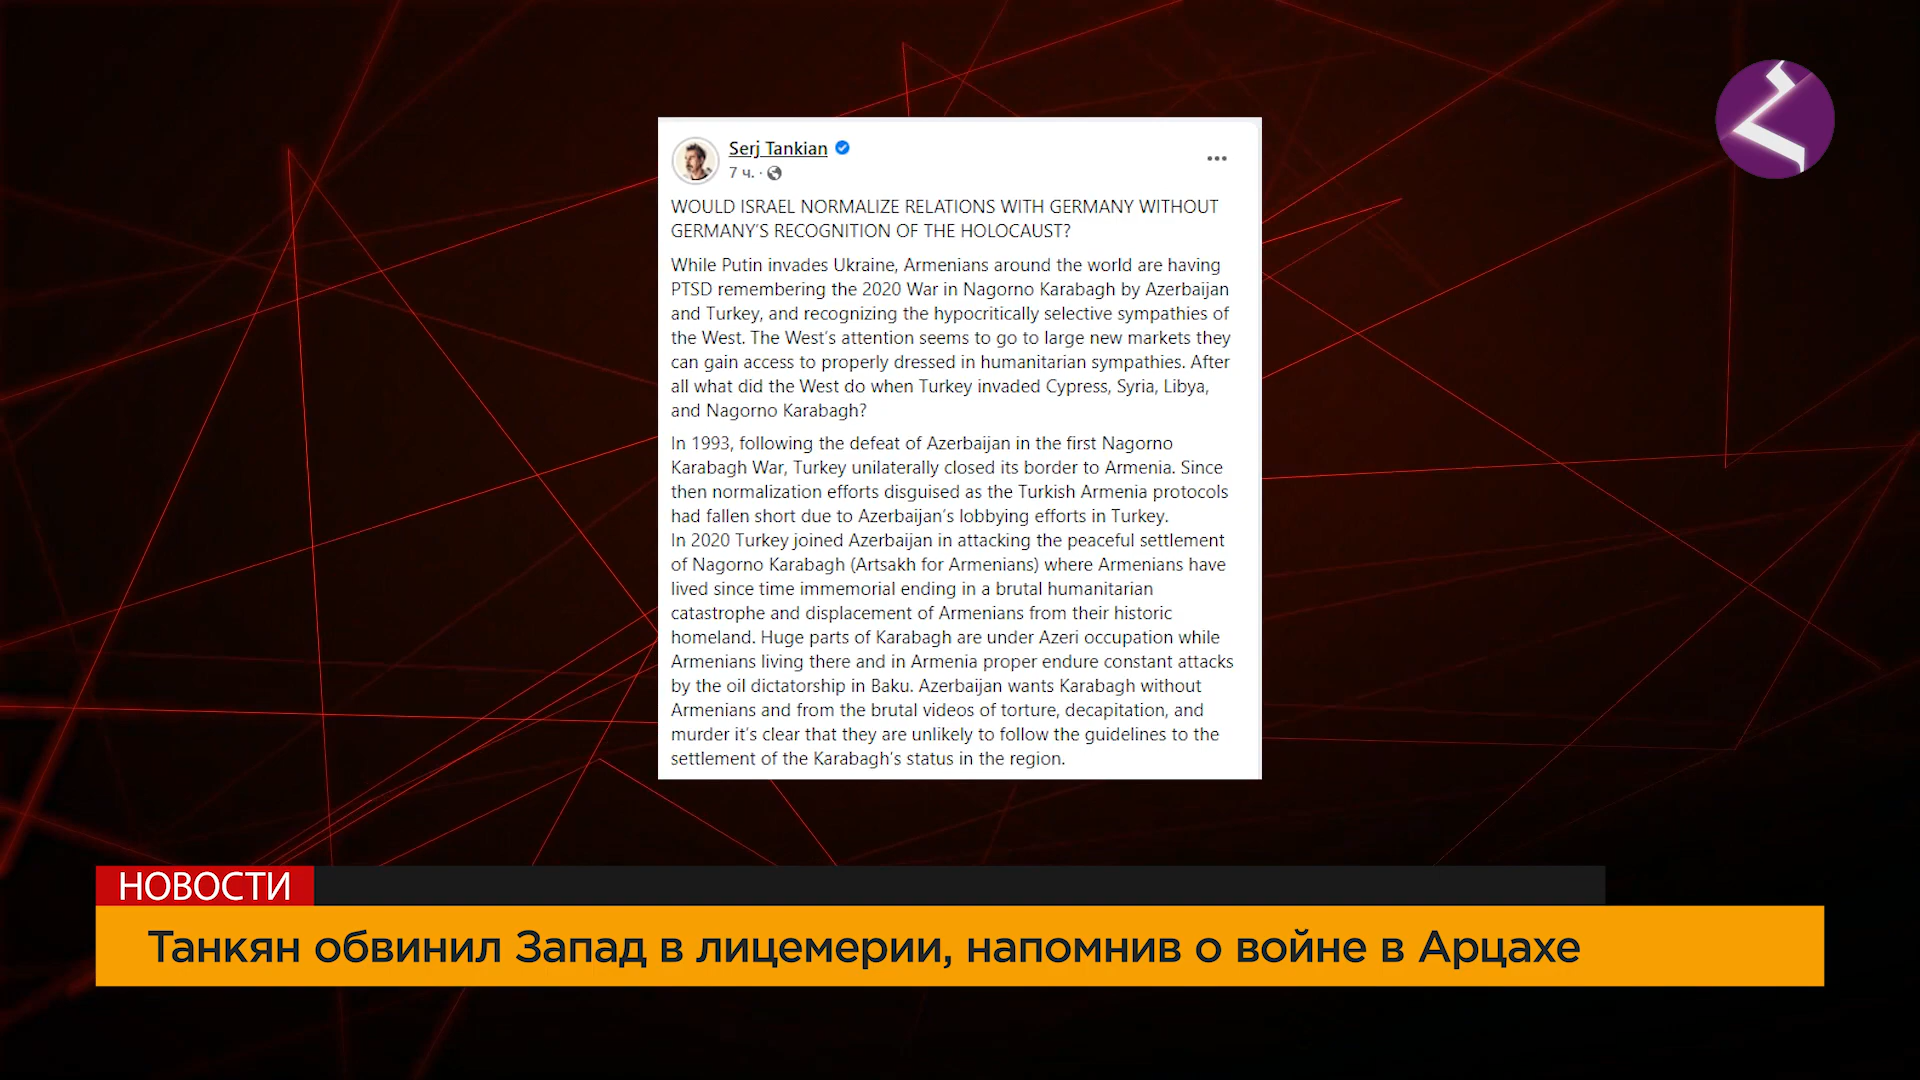 Serj Tankian
7 ч. ·
WOULD ISRAEL NORMALIZE RELATIONS WITH GERMANY WITHOUT
GERMANY'S RECOGNITION OF THE HOLOCAUST?
While Putin invades Ukraine, Armenians around the world are having
PTSD remembering the 2020 War in Nagorno Karabagh by Azerbaijan
and Turkey, and recognizing the hypocritically selective sympathies of
the West. The West's attention seems to go to large new markets they
can gain access to properly dressed in humanitarian sympathies. After
all what did the West do when Turkey invaded Cypress, Syria, Libya,
and Nagorno Karabagh?
In 1993, following the defeat of Azerbaijan in the first Nagorno
Karabagh War, Turkey unilaterally closed its border to Armenia. Since
then normalization efforts disguised as the Turkish Armenia protocols
had fallen short due to Azerbaijan's lobbying efforts in Turkey.
In 2020 Turkey joined Azerbaijan in attacking the peaceful settlement
of Nagorno Karabagh (Artsakh for Armenians) where Armenians have
lived since time immemorial ending in a brutal humanitarian
catastrophe and displacement of Armenians from their historic
homeland. Huge parts of Karabagh are under Azeri occupation while
Armenians living there and in Armenia proper endure constant attacks
by the oil dictatorship in Baku. Azerbaijan wants Karabagh without
Armenians and from the brutal videos of torture, decapitation, and
murder it's clear that they are unlikely to follow the guidelines to the
settlement of the Karabagh's status in the region.
НОВОСТИ
Танкян обвинил Запад в лицемерии, напомнив о войне в Арцахе